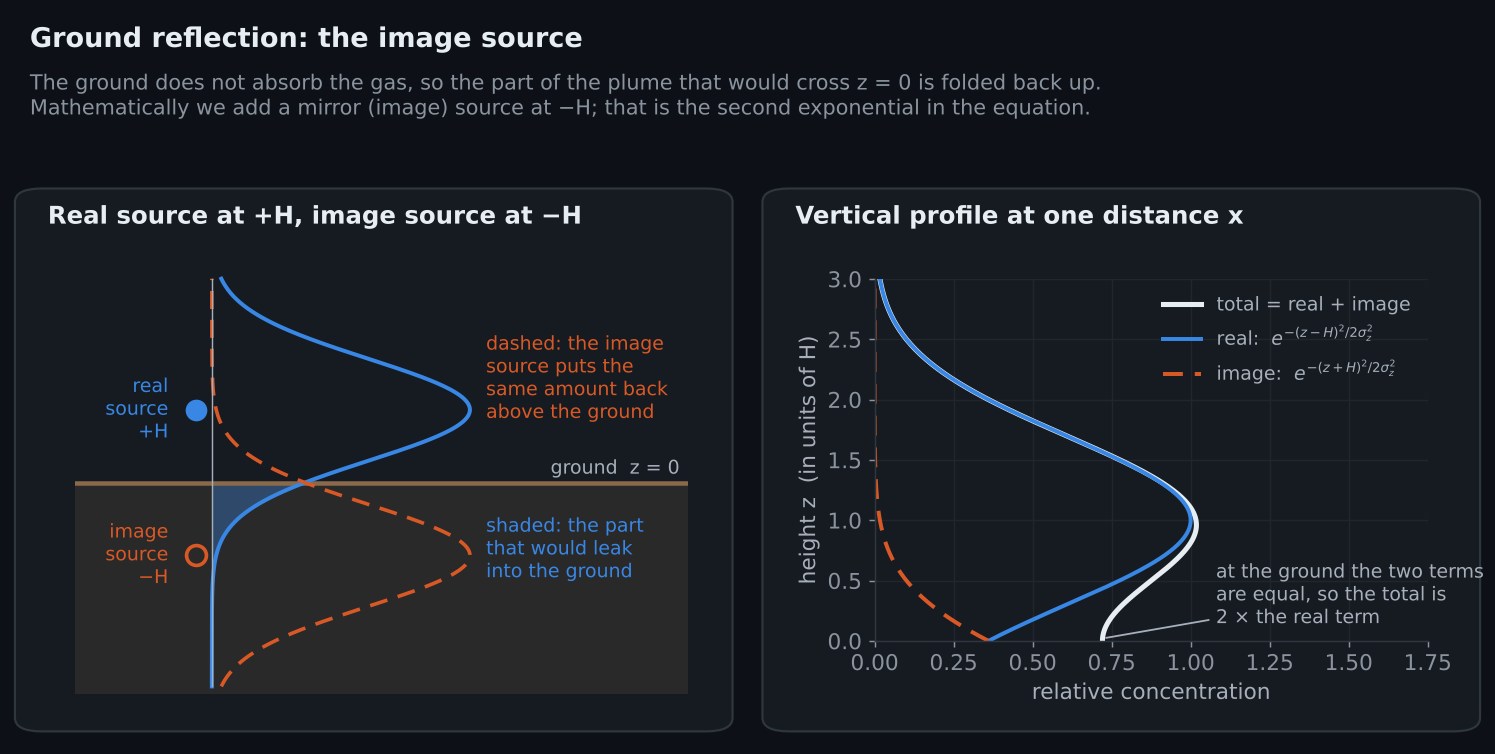 Ground reflection: the image source
The ground does not absorb the gas, so the part of the plume that would cross z = 0 is folded back up.
Mathematically we add a mirror (image) source at −H; that is the second exponential in the equation.
Real source at +H, image source at −H
real
source
+H
dashed: the image
source puts the
same amount back
above the ground
ground z = 0
image
source
−H
shaded: the part
that would leak
into the ground
Vertical profile at one distance x
total = real + image
real: e^{−(z−H)²/2σ_z²}
image: e^{−(z+H)²/2σ_z²}
at the ground the two terms
are equal, so the total is
2 × the real term
height z (in units of H)
3.0
2.5
2.0
1.5
1.0
0.5
0.0
0.00 0.25 0.50 0.75 1.00 1.25 1.50 1.75
relative concentration